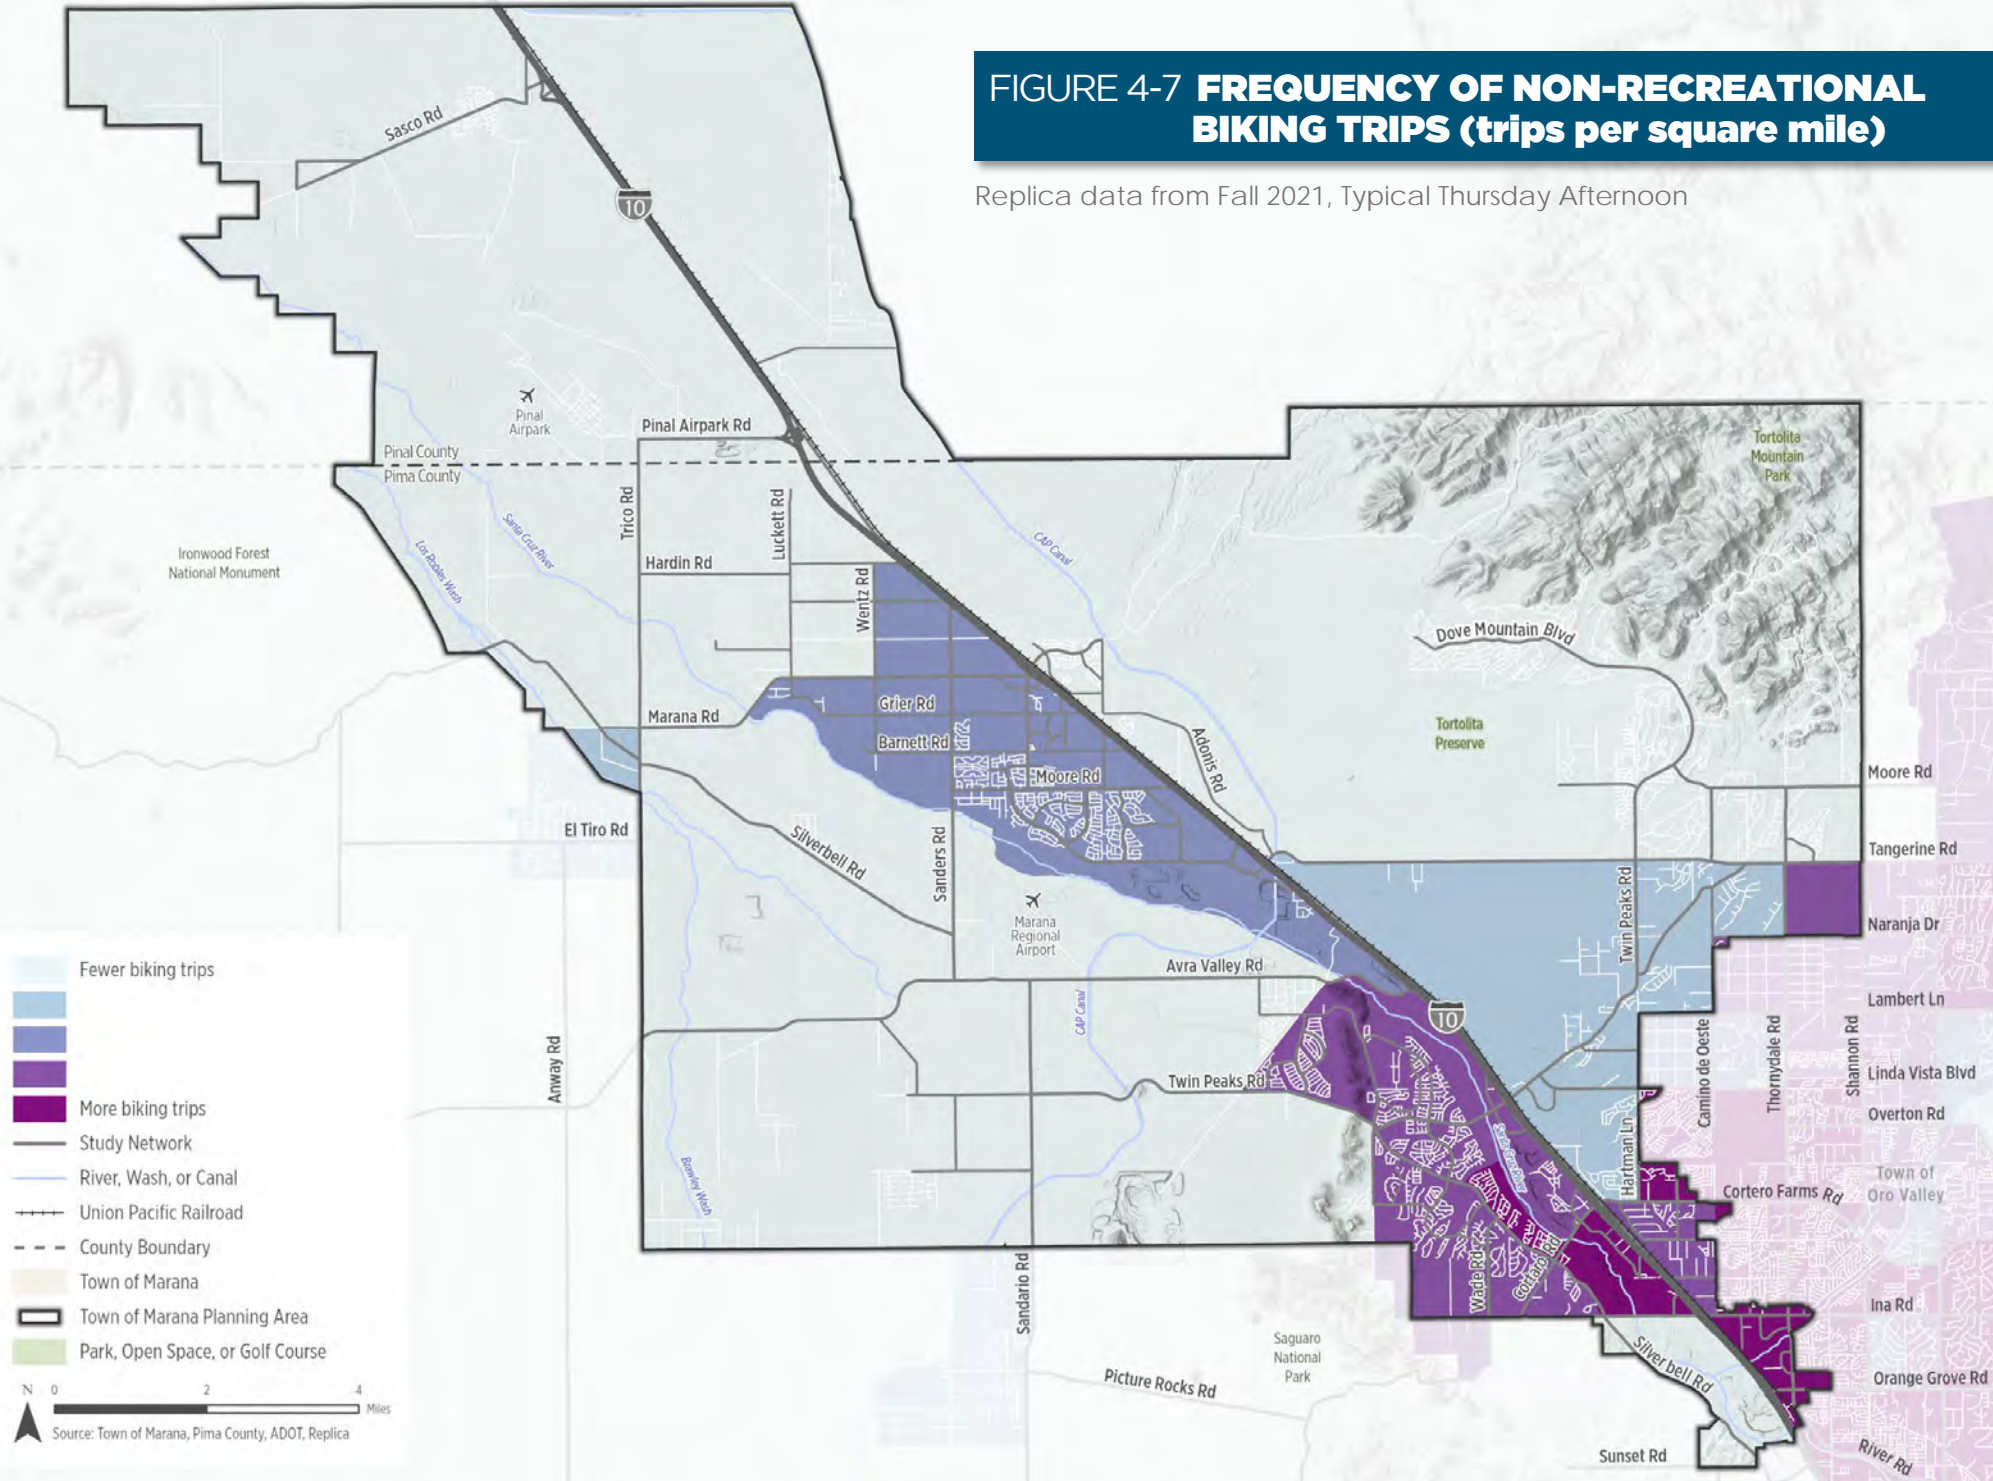 FIGURE 4-7 FREQUENCY OF NON-RECREATIONAL
BIKING TRIPS (trips per square mile)
Replica data from Fall 2021, Typical Thursday Afternoon
Sasco Rd
10
Pinal
Airpark
Pinal Airpark Rd
Pinal County
Pima County
Tortolita
Mountain
Park
Trico Rd
Luckett Rd
Santa Cruz River
Los Robles Wash
CAP Canal
Ironwood Forest
National Monument
Hardin Rd
Wentz Rd
Dove Mountain Blvd
Marana Rd
Grier Rd
Barnett Rd
Moore Rd
Adonis Rd
Tortolita
Preserve
Moore Rd
El Tiro Rd
Silverbell Rd
Sanders Rd
Tangerine Rd
Marana
Regional
Airport
Twin Peaks Rd
Naranja Dr
Avra Valley Rd
CAP Canal
10
Lambert Ln
Camino de Oeste
Thornydale Rd
Shannon Rd
Anway Rd
Twin Peaks Rd
Linda Vista Blvd
Overton Rd
Hartman Ln
Santa Cruz River
Brawley Wash
Town of
Oro Valley
Cortero Farms Rd
Sandario Rd
Wade Rd
Cortaro Rd
Ina Rd
Saguaro
National
Park
Silverbell Rd
Picture Rocks Rd
Orange Grove Rd
Sunset Rd
River Rd
Fewer biking trips
More biking trips
Study Network
River, Wash, or Canal
Union Pacific Railroad
County Boundary
Town of Marana
Town of Marana Planning Area
Park, Open Space, or Golf Course
N 0 2 4
Miles
Source: Town of Marana, Pima County, ADOT, Replica